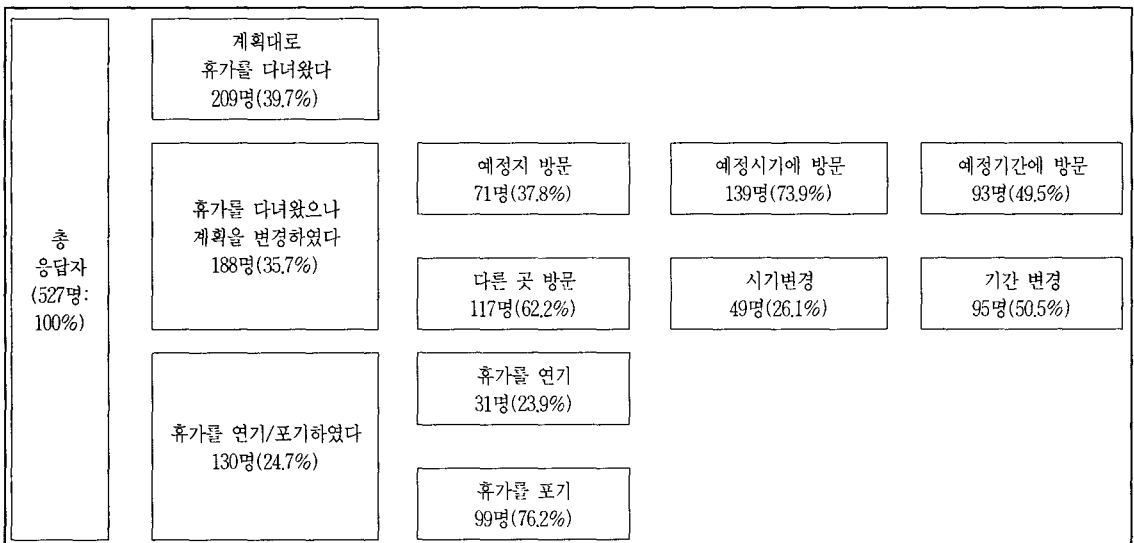 총
응답자
(527명:
100%)
계획대로
휴가를 다녀왔다
209명(39.7%)
휴가를 다녀왔으나
계획을 변경하였다
188명(35.7%)
예정지 방문
71명(37.8%)
예정시기에 방문
139명(73.9%)
예정기간에 방문
93명(49.5%)
다른 곳 방문
117명(62.2%)
시기변경
49명(26.1%)
기간 변경
95명(50.5%)
휴가를 연기/포기하였다
130명(24.7%)
휴가를 연기
31명(23.9%)
휴가를 포기
99명(76.2%)